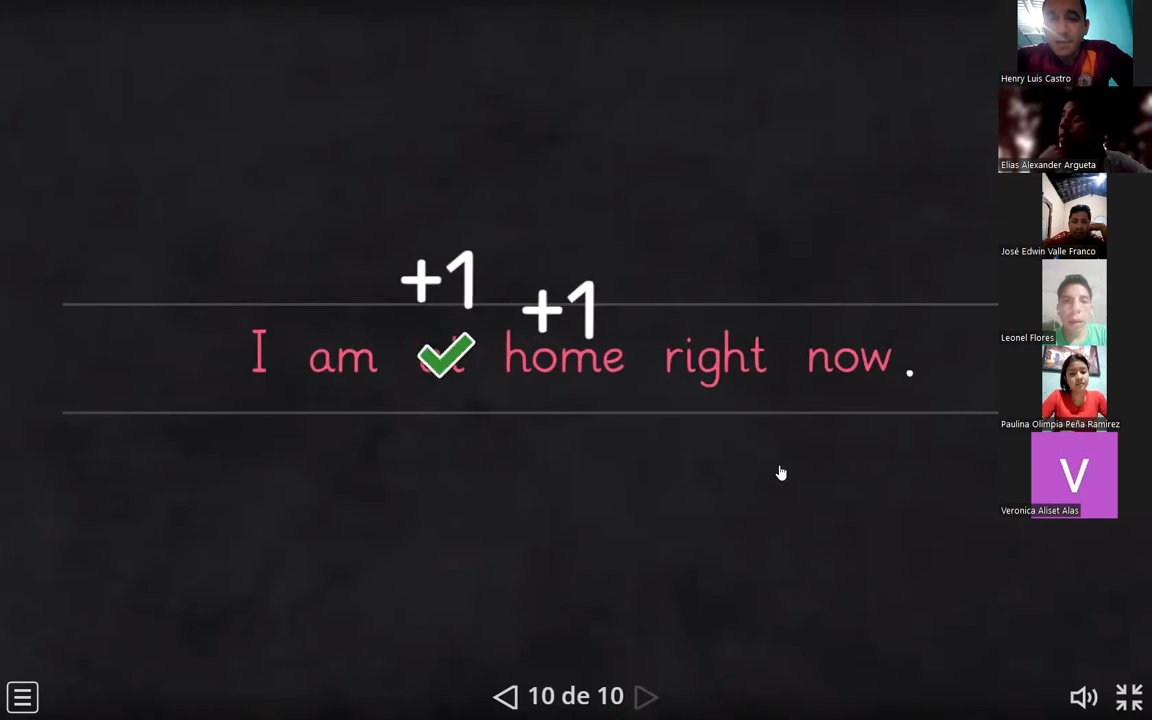 Henry Luis Castro
Elias Alexander Argueta
José Edwin Valle Franco
+1 +1
I am at home right now .
Leonel Flores
Paulina Olimpia Peña Ramirez
V
Veronica Aliset Alas
10 de 10